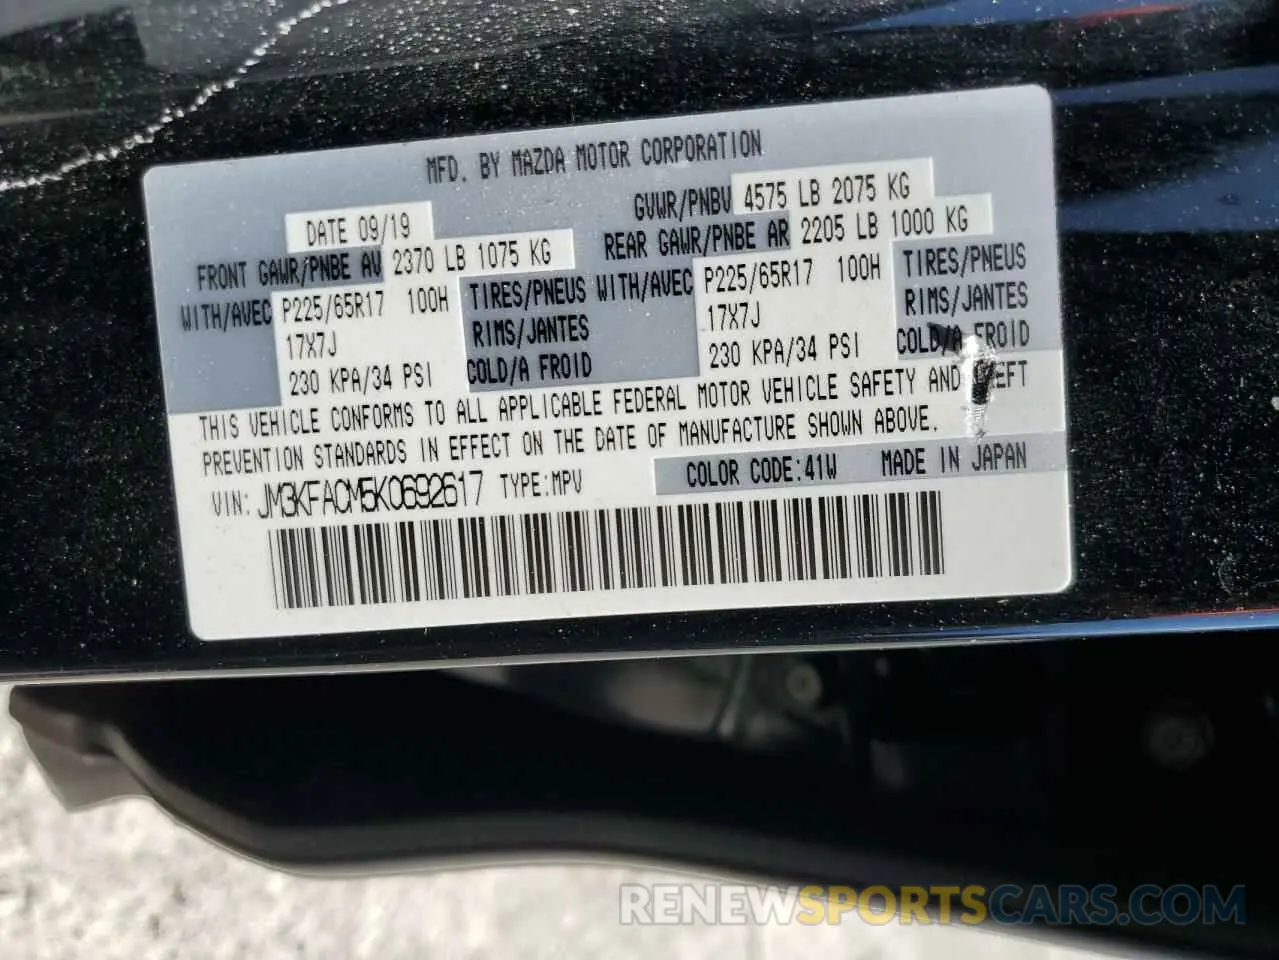 MFD. BY MAZDA MOTOR CORPORATION
DATE 09/19
GVWR/PNBV 4575 LB 2075 KG
FRONT GAWR/PNBE AV 2370 LB 1075 KG
REAR GAWR/PNBE AR 2205 LB 1000 KG
WITH/AVEC P225/65R17 100H TIRES/PNEUS
17X7J RIMS/JANTES
230 KPA/34 PSI COLD/A FROID
WITH/AVEC P225/65R17 100H TIRES/PNEUS
17X7J RIMS/JANTES
230 KPA/34 PSI COLD/A FROID
THIS VEHICLE CONFORMS TO ALL APPLICABLE FEDERAL MOTOR VEHICLE SAFETY AND
PREVENTION STANDARDS IN EFFECT ON THE DATE OF MANUFACTURE SHOWN ABOVE.
VIN: JM3KFACM5K0692617 TYPE:MPV
COLOR CODE:41W MADE IN JAPAN
RENEWSPORTSCARS.COM